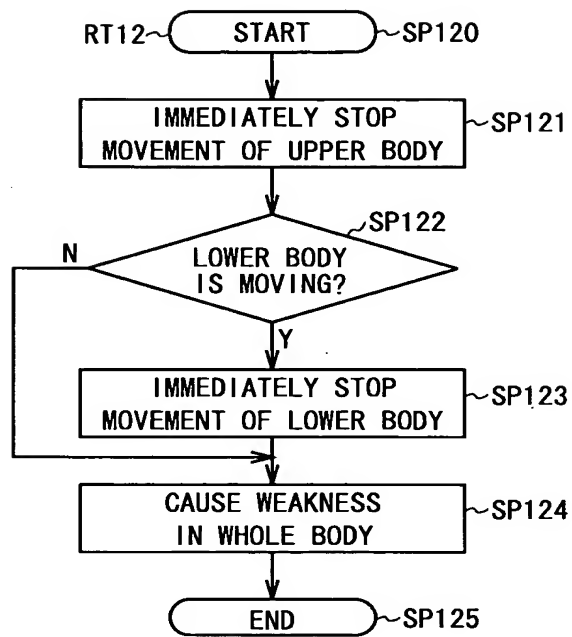 RT12 START SP120
IMMEDIATELY STOP
MOVEMENT OF UPPER BODY SP121
SP122
N LOWER BODY
IS MOVING?
Y
IMMEDIATELY STOP
MOVEMENT OF LOWER BODY SP123
CAUSE WEAKNESS
IN WHOLE BODY SP124
END SP125